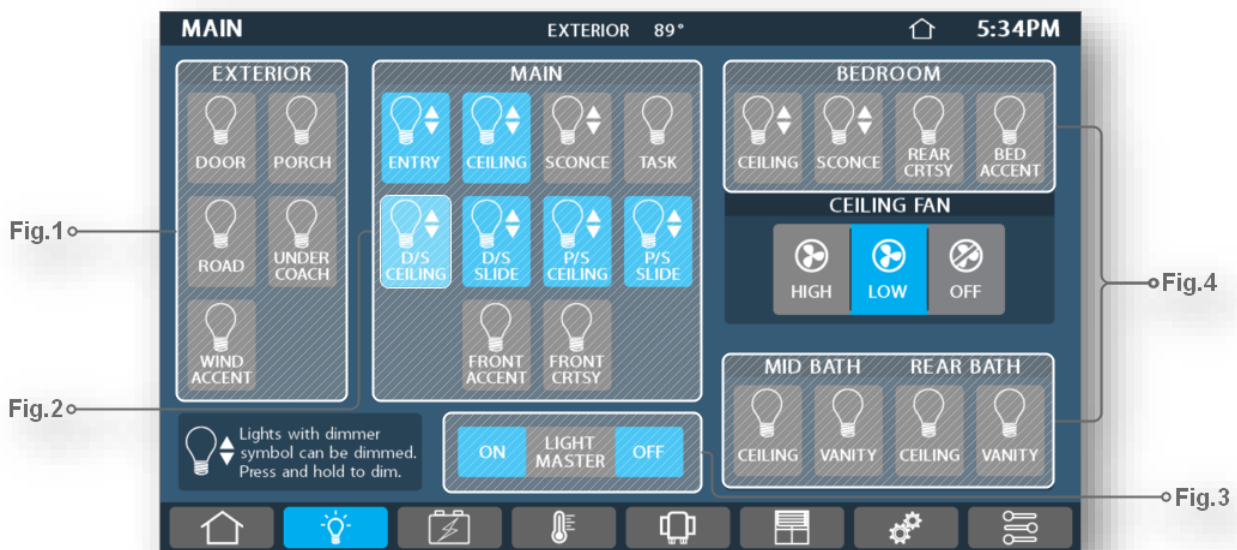 MAIN
EXTERIOR 89°
5:34PM
EXTERIOR
DOOR
PORCH
ROAD
UNDER
COACH
WIND
ACCENT
MAIN
ENTRY
CEILING
SCONCE
TASK
D/S
CEILING
D/S
SLIDE
P/S
CEILING
P/S
SLIDE
FRONT
ACCENT
FRONT
CRTSY
BEDROOM
CEILING
SCONCE
REAR
CRTSY
BED
ACCENT
CEILING FAN
HIGH
LOW
OFF
MID BATH
REAR BATH
CEILING
VANITY
CEILING
VANITY
Lights with dimmer
symbol can be dimmed.
Press and hold to dim.
ON
LIGHT
MASTER
OFF
Fig.1
Fig.2
Fig.4
Fig.3